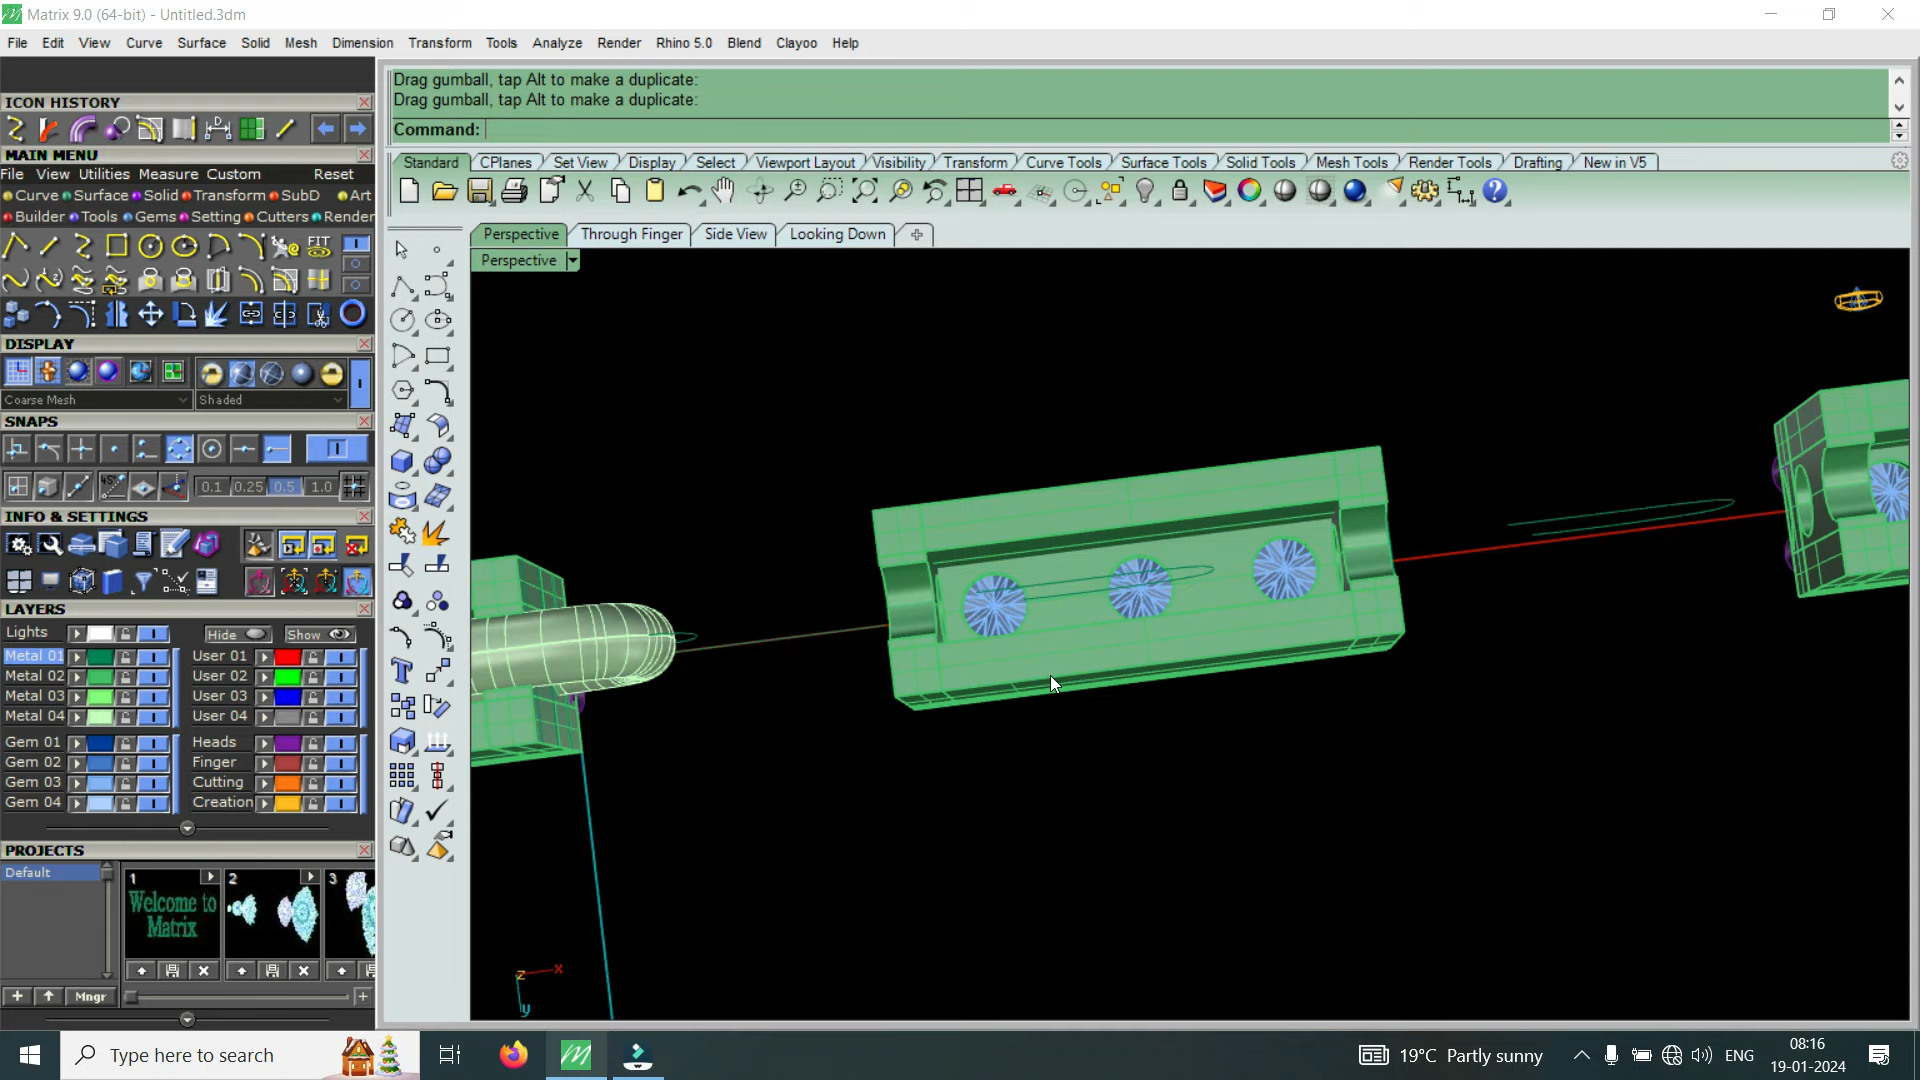 Matrix 9.0 (64-bit) - Untitled.3dm
File Edit View Curve Surface Solid Mesh Dimension Transform Tools Analyze Render Rhino 5.0 Blend Clayoo Help
Drag gumball, tap Alt to make a duplicate:
Drag gumball, tap Alt to make a duplicate:
Command:
Standard CPlanes Set View Display Select Viewport Layout Visibility Transform Curve Tools Surface Tools Solid Tools Mesh Tools Render Tools Drafting New in V5
Perspective Through Finger Side View Looking Down
Perspective
ICON HISTORY
MAIN MENU
File View Utilities Measure Custom Reset
Curve Surface Solid Transform SubD Art
Builder Tools Gems Setting Cutters Render
FIT
DISPLAY
Coarse Mesh Shaded
SNAPS
45°
0.1 0.25 0.5 1.0
INFO & SETTINGS
LAYERS
Lights Hide Show
Metal 01 User 01
Metal 02 User 02
Metal 03 User 03
Metal 04 User 04
Gem 01 Heads
Gem 02 Finger
Gem 03 Cutting
Gem 04 Creation
PROJECTS
Default
1 2 3
Welcome to
Matrix
Mngr
z x
y
Type here to search
19°C Partly sunny
ENG
08:16
19-01-2024